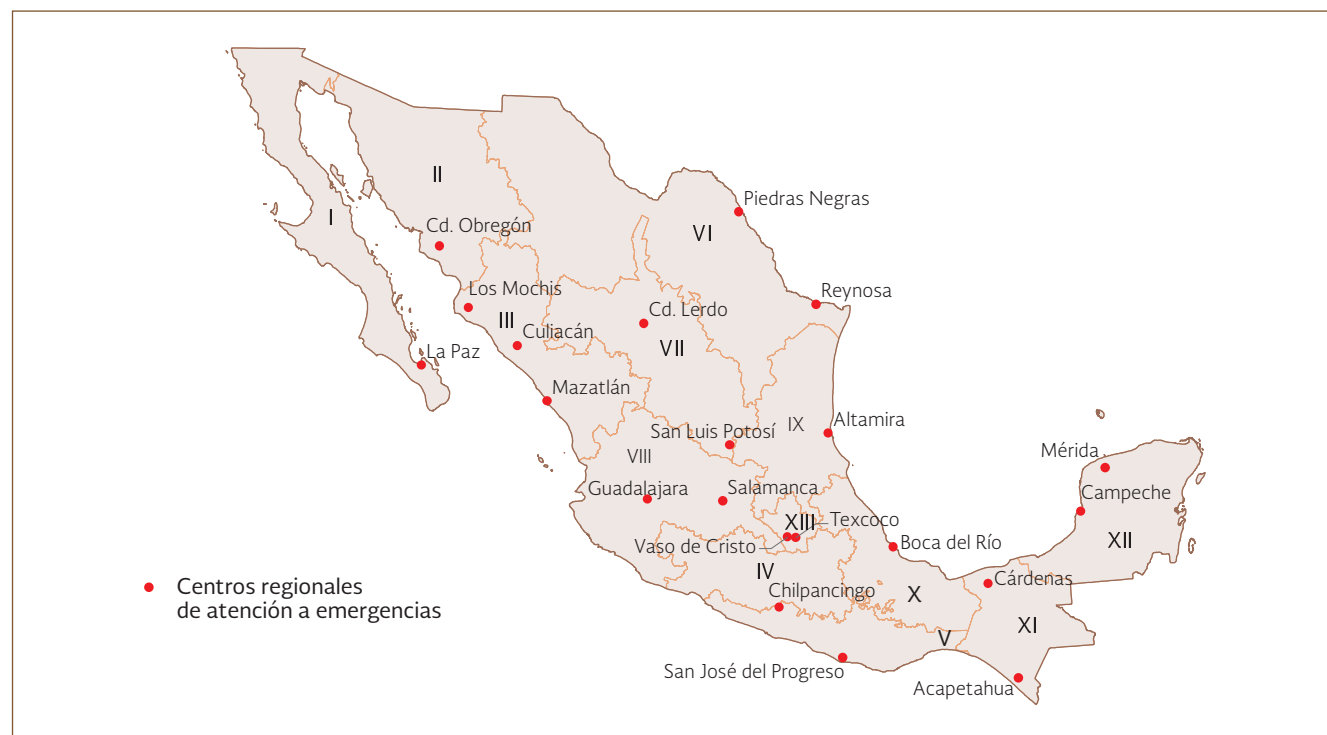 Piedras Negras
II
I
VI
Cd. Obregón
Los Mochis
Reynosa
Cd. Lerdo
III
Culiacán
VII
La Paz
Mazatlán
San Luis Potosí
IX
Altamira
VIII
Mérida
Guadalajara
Salamanca
Campeche
XIII
Texcoco
Vaso de Cristo
Boca del Río
XII
IV
Cárdenas
Chilpancingo
X
XI
V
San José del Progreso
Acapetahua
Centros regionales
de atención a emergencias